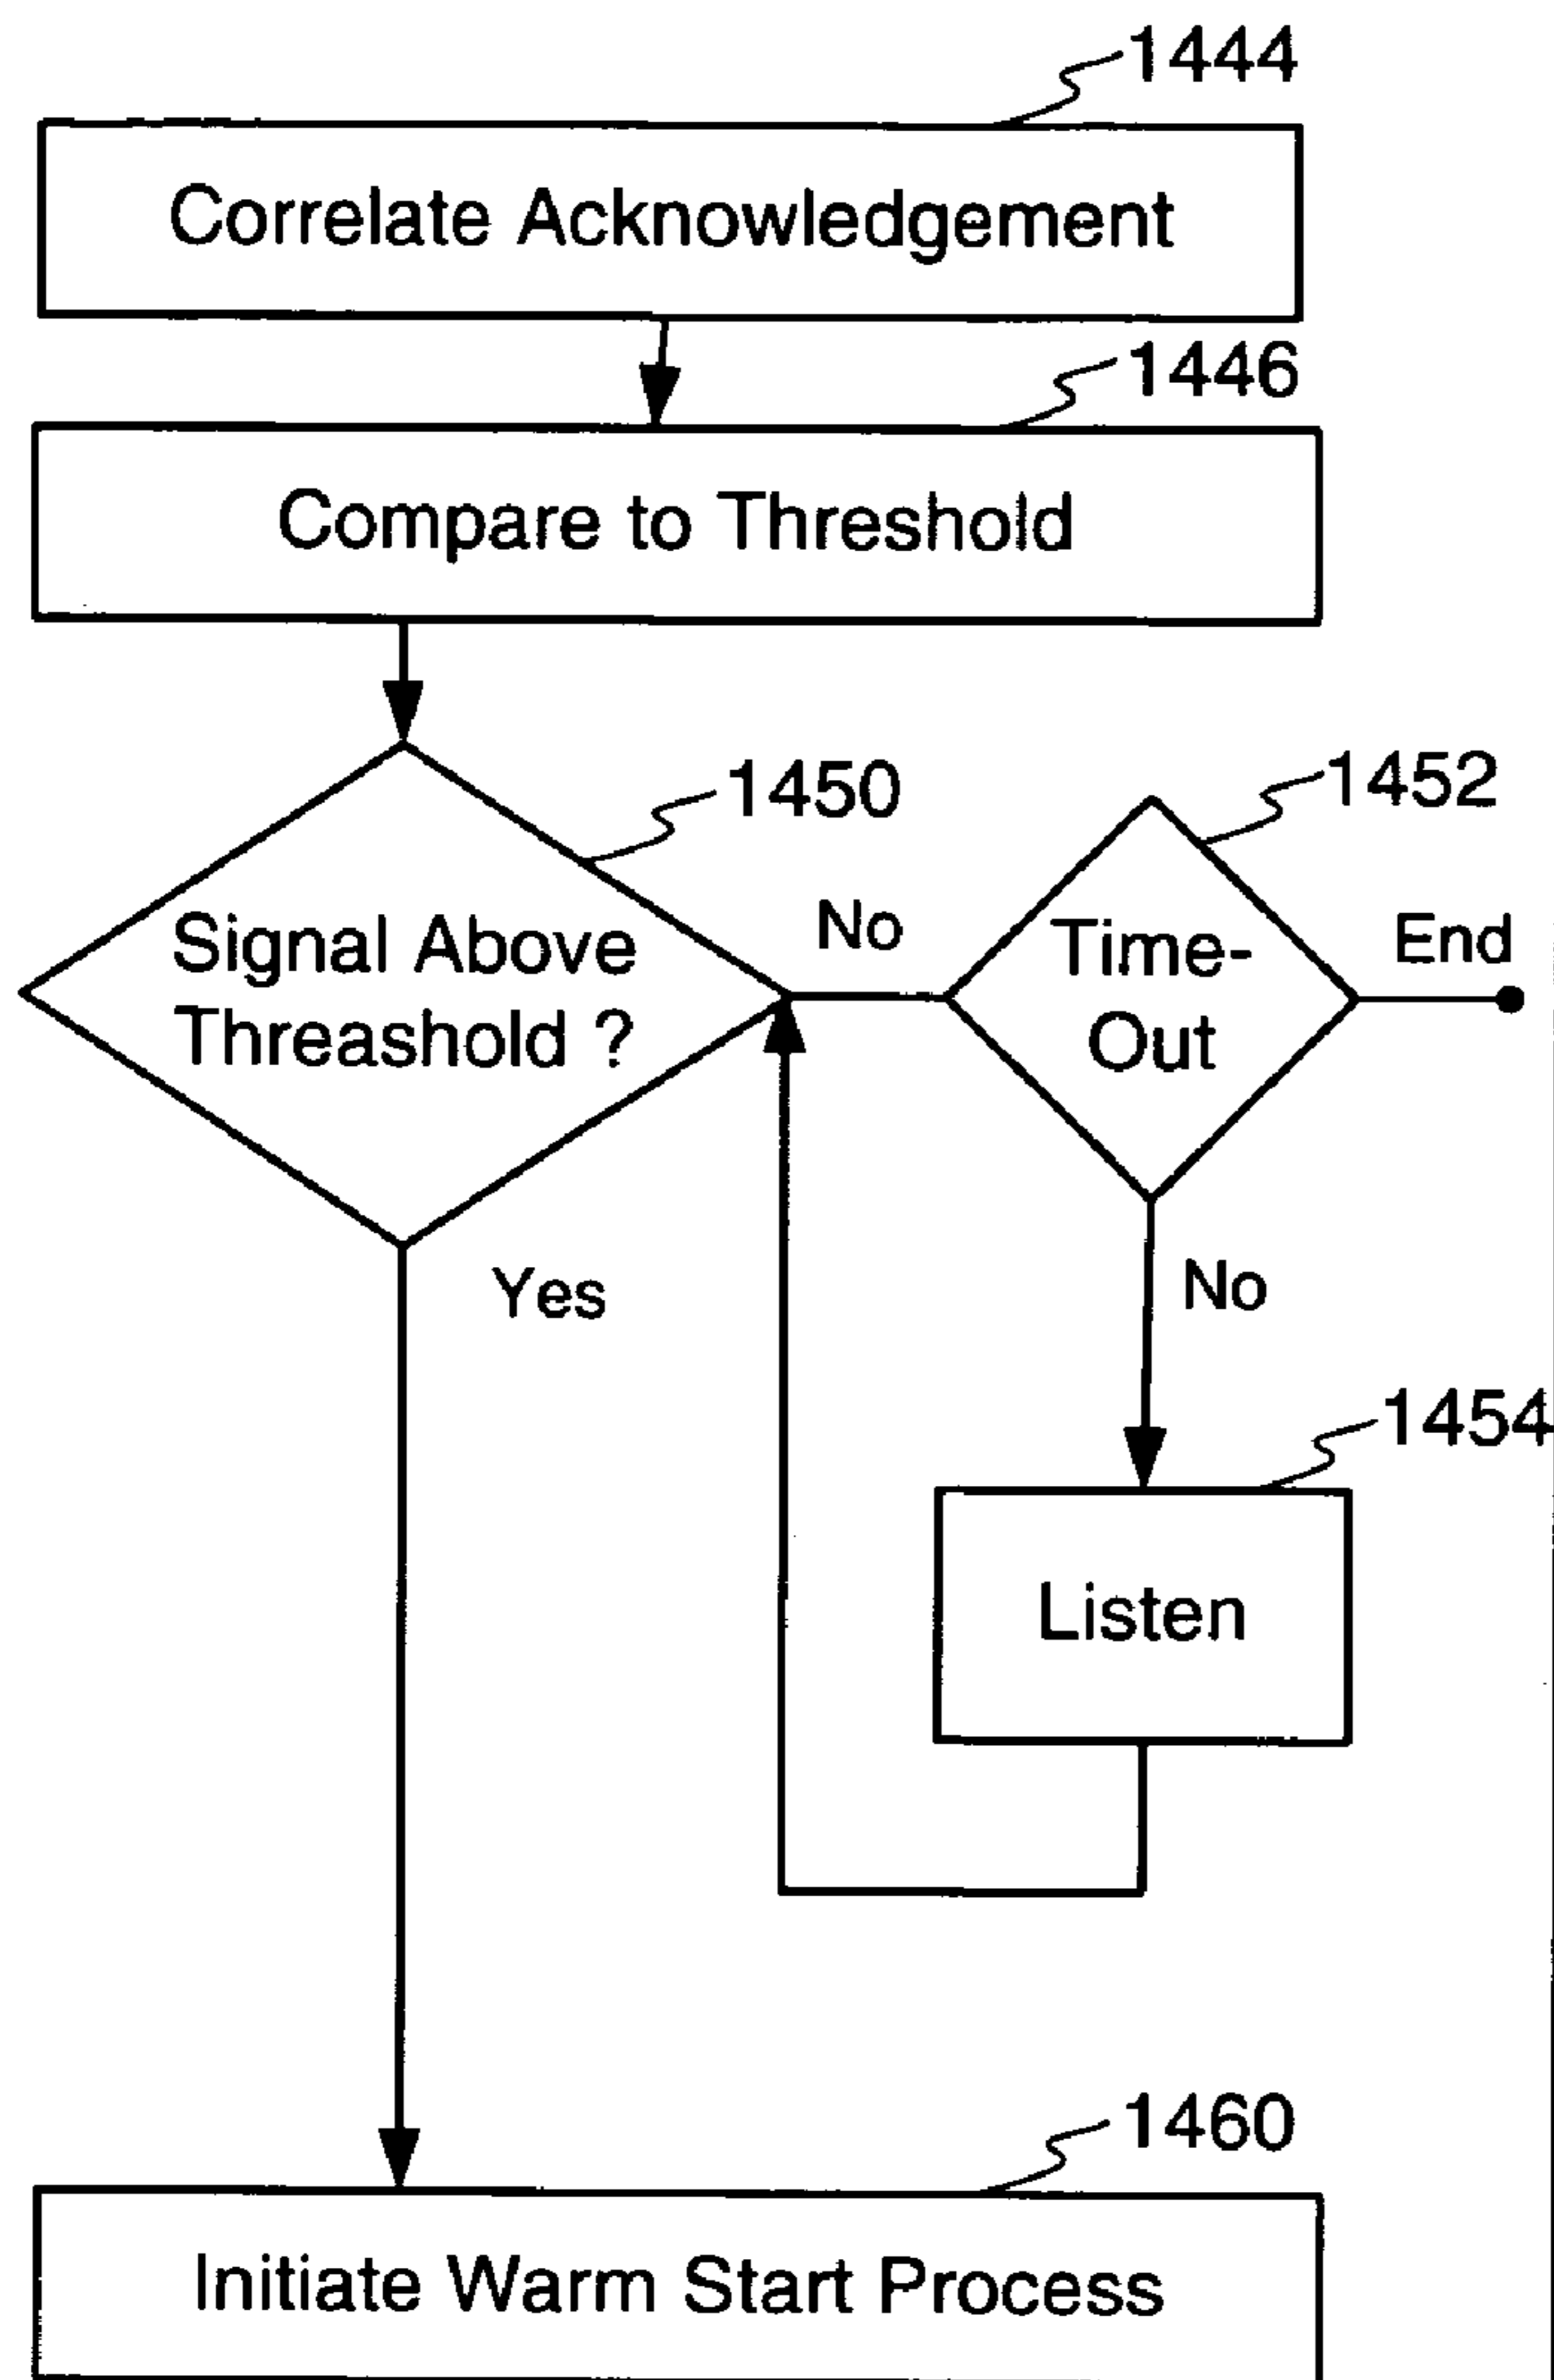 1444
Correlate Acknowledgement
1446
Compare to Threshold
1450
1452
Signal Above
Threashold ?
No
Time-
Out
End
Yes
No
1454
Listen
1460
Initiate Warm Start Process